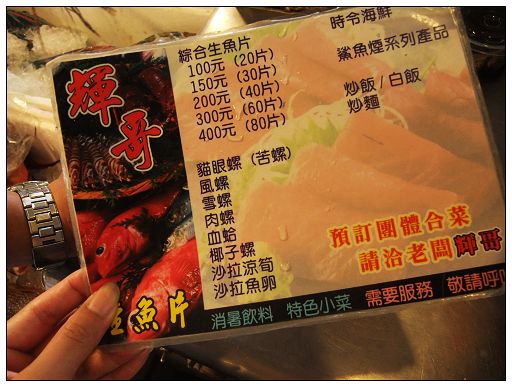 輝哥
綜合生魚片
100元 (20片)
150元 (30片)
200元 (40片)
300元 (60片)
400元 (80片)
貓眼螺 (苦螺)
風螺
雪螺
肉螺
血蛤
椰子螺
沙拉涼筍
沙拉魚卵
時令海鮮
鯊魚煙系列產品
炒飯/白飯
炒麵
預訂團體合菜
請洽老闆輝哥
生魚片
消暑飲料 特色小菜 需要服務 敬請呼